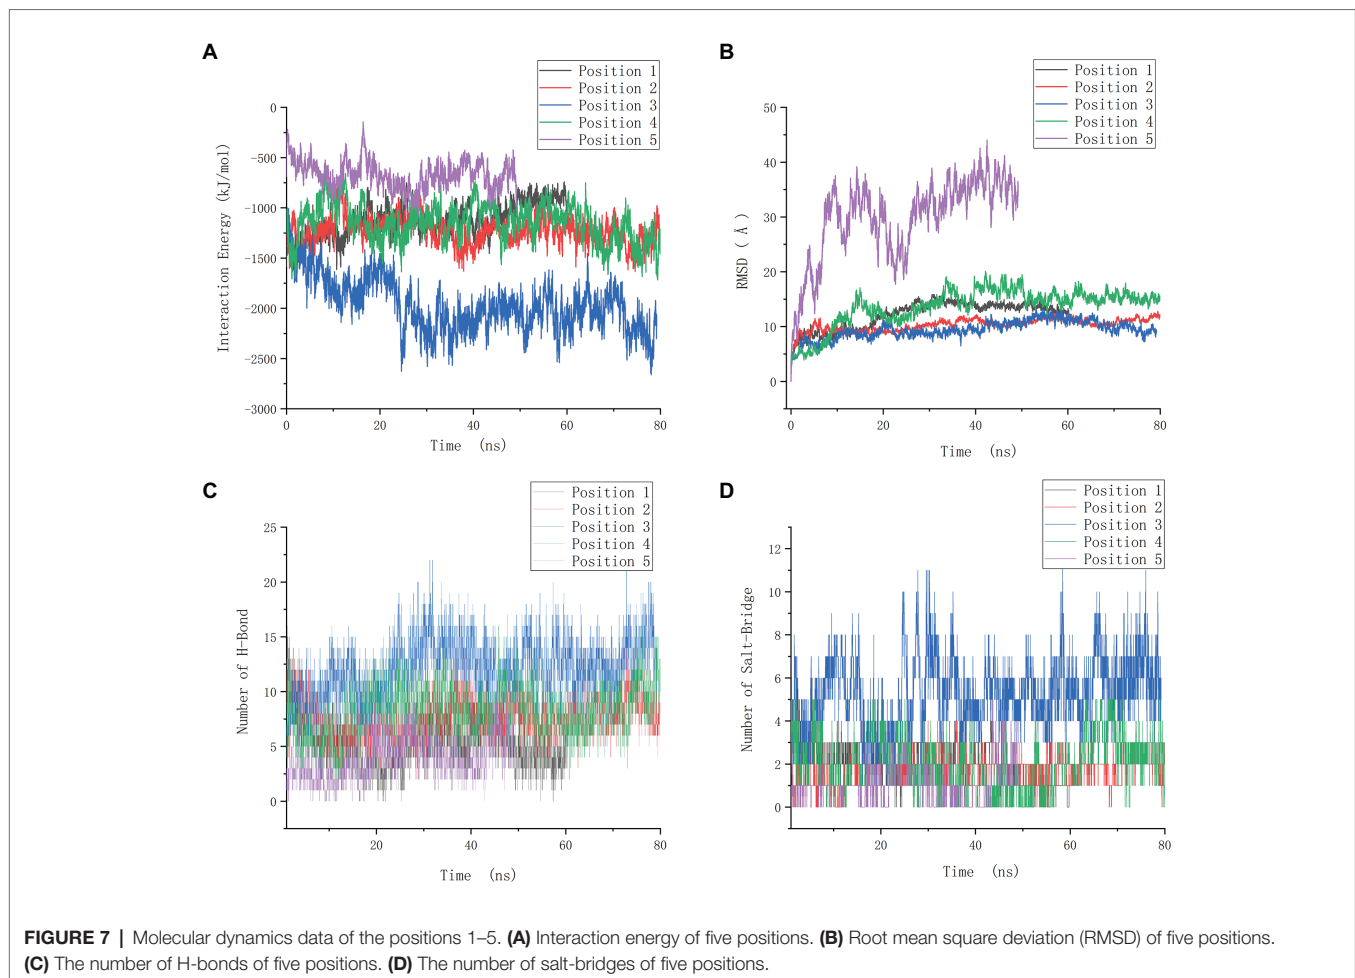 A
Position 1
Position 2
Position 3
Position 4
Position 5
0
-500
-1000
-1500
-2000
-2500
-3000
Interaction Energy (kJ/mol)
0
20
40
60
80
Time (ns)
B
Position 1
Position 2
Position 3
Position 4
Position 5
50
40
30
20
10
0
RMSD (Å)
0
20
40
60
80
Time (ns)
C
Position 1
Position 2
Position 3
Position 4
Position 5
25
20
15
10
5
0
Number of H-Bond
20
40
60
80
Time (ns)
D
Position 1
Position 2
Position 3
Position 4
Position 5
12
10
8
6
4
2
0
Number of Salt-Bridge
20
40
60
80
Time (ns)
FIGURE 7 | Molecular dynamics data of the positions 1–5. (A) Interaction energy of five positions. (B) Root mean square deviation (RMSD) of five positions.
(C) The number of H-bonds of five positions. (D) The number of salt-bridges of five positions.